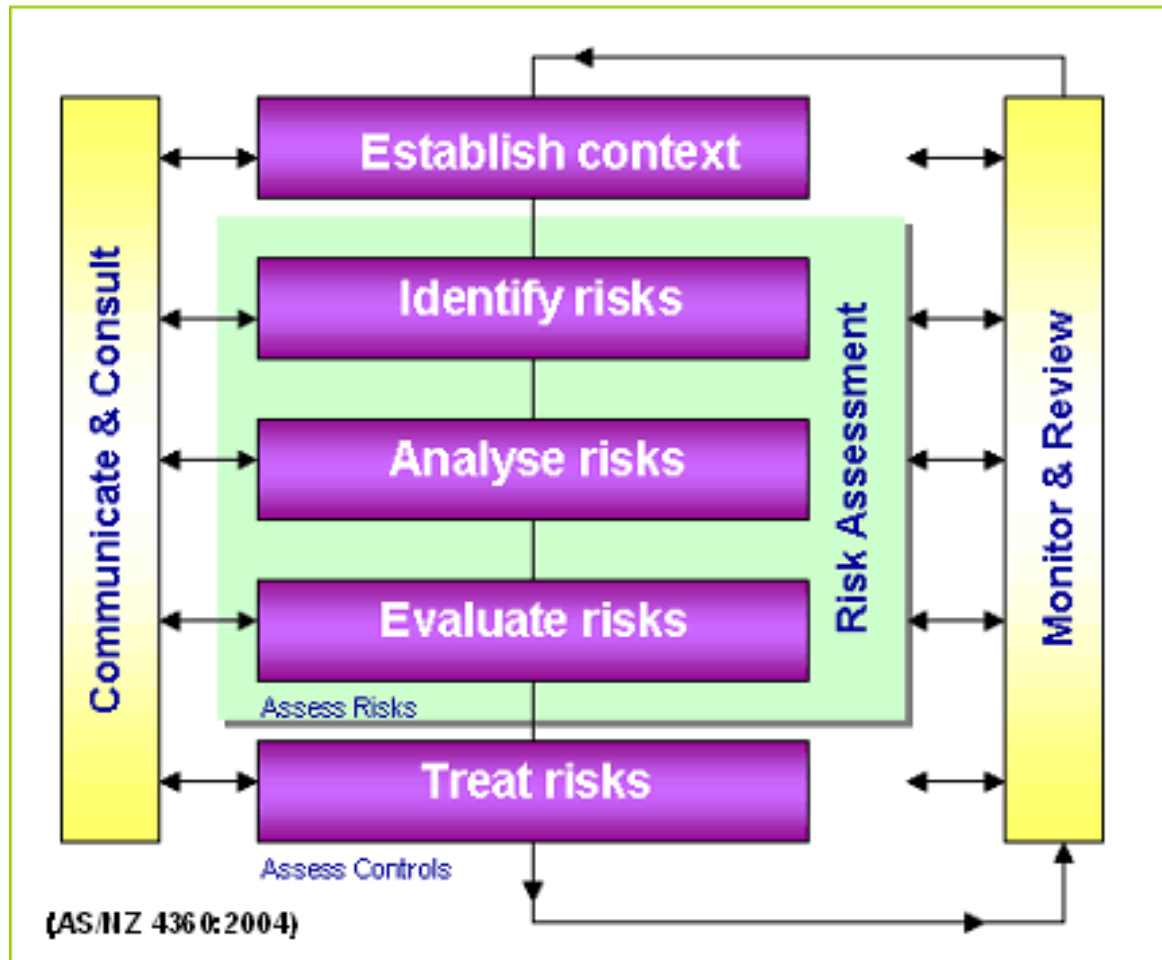 Establish context
Communicate & Consult
Identify risks
Analyse risks
Evaluate risks
Risk Assessment
Monitor & Review
Assess Risks
Treat risks
Assess Controls
(AS/NZ 4360:2004)